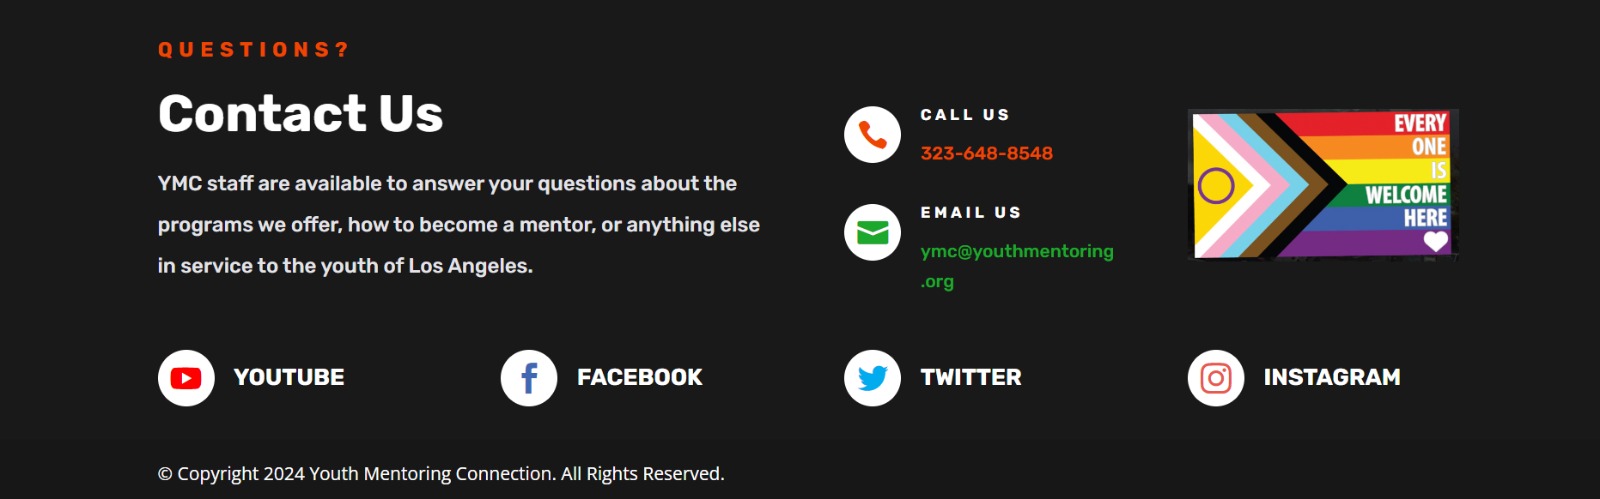 QUESTIONS?
Contact Us
YMC staff are available to answer your questions about the
programs we offer, how to become a mentor, or anything else
in service to the youth of Los Angeles.
CALL US
323-648-8548
EMAIL US
ymc@youthmentoring
.org
EVERY
ONE
IS
WELCOME
HERE
YOUTUBE
FACEBOOK
TWITTER
INSTAGRAM
© Copyright 2024 Youth Mentoring Connection. All Rights Reserved.